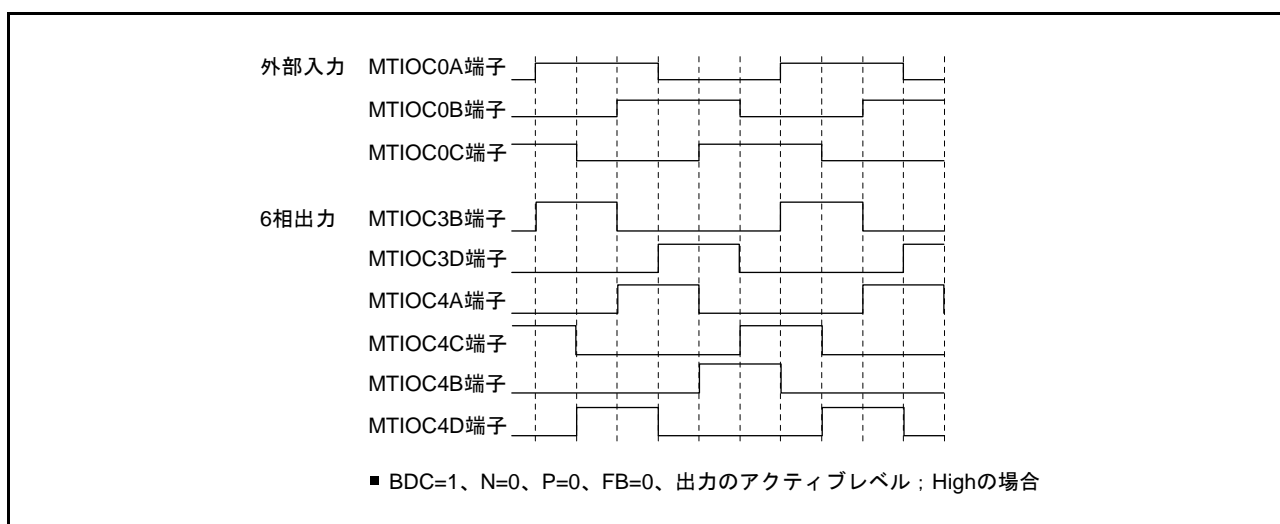 外部入力 MTIOC0A端子
MTIOC0B端子
MTIOC0C端子
6相出力 MTIOC3B端子
MTIOC3D端子
MTIOC4A端子
MTIOC4C端子
MTIOC4B端子
MTIOC4D端子
■ BDC=1、N=0、P=0、FB=0、出力のアクティブレベル；Highの場合